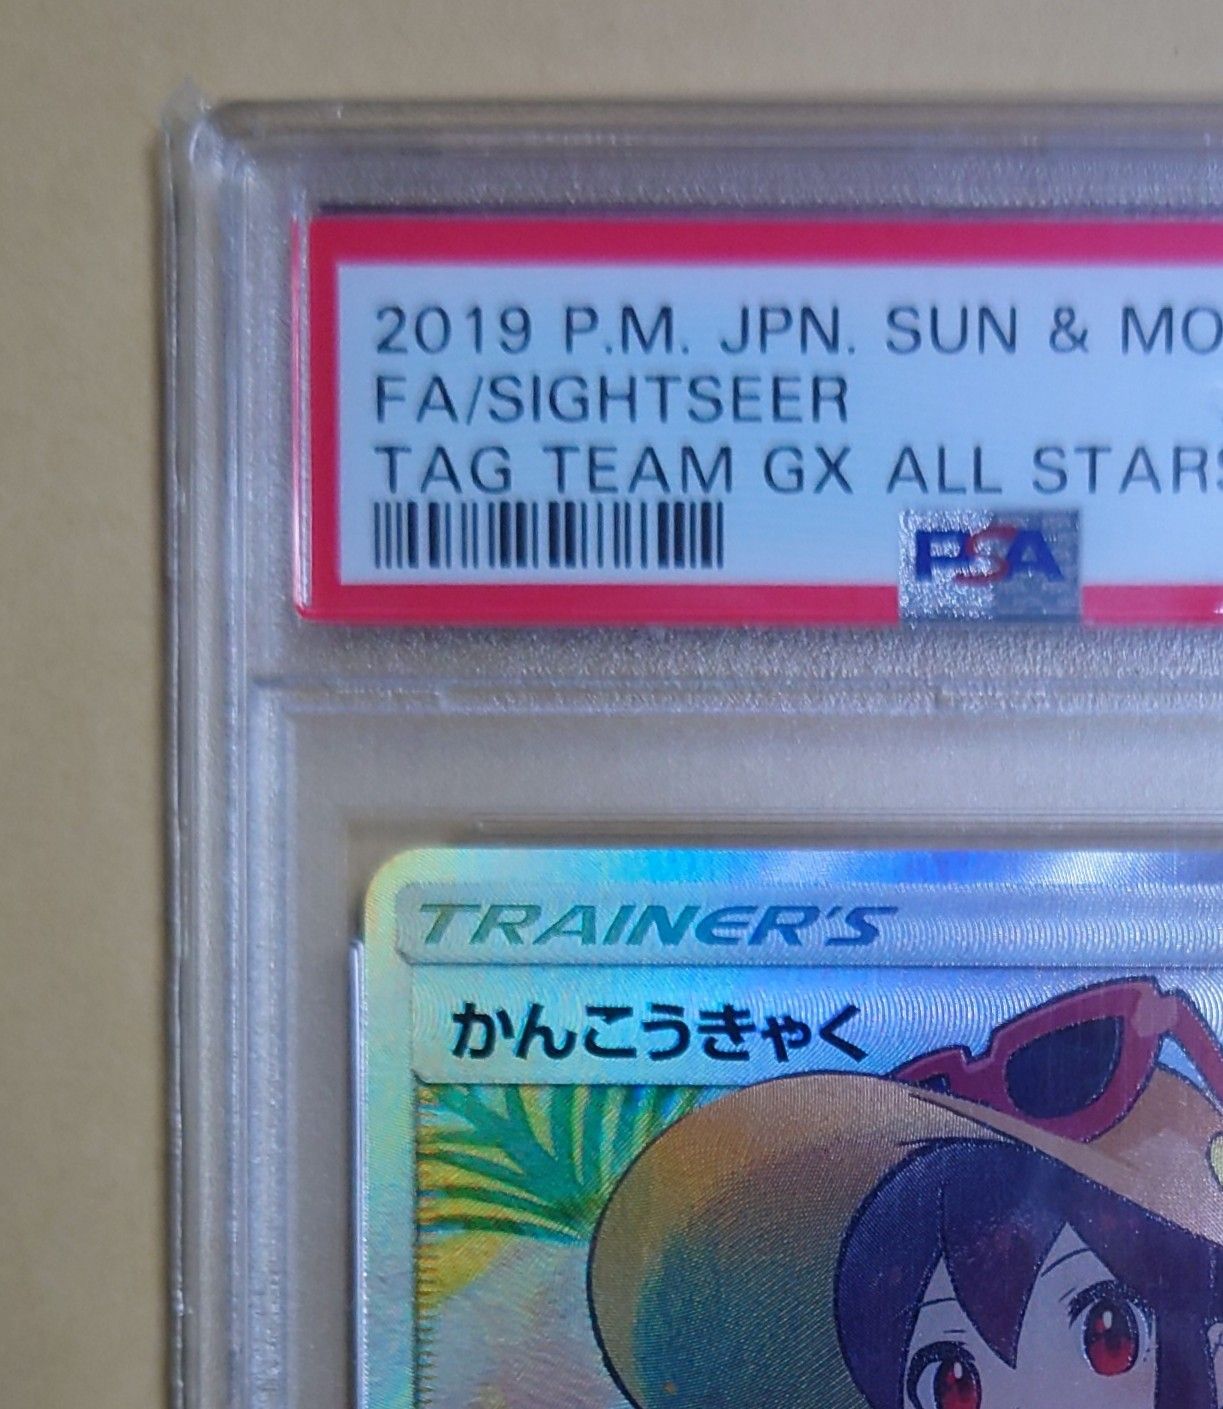 2019 P.M. JPN. SUN & MO
FA/SIGHTSEER
TAG TEAM GX ALL STARS
PSA
TRAINER'S
かんこうきゃく